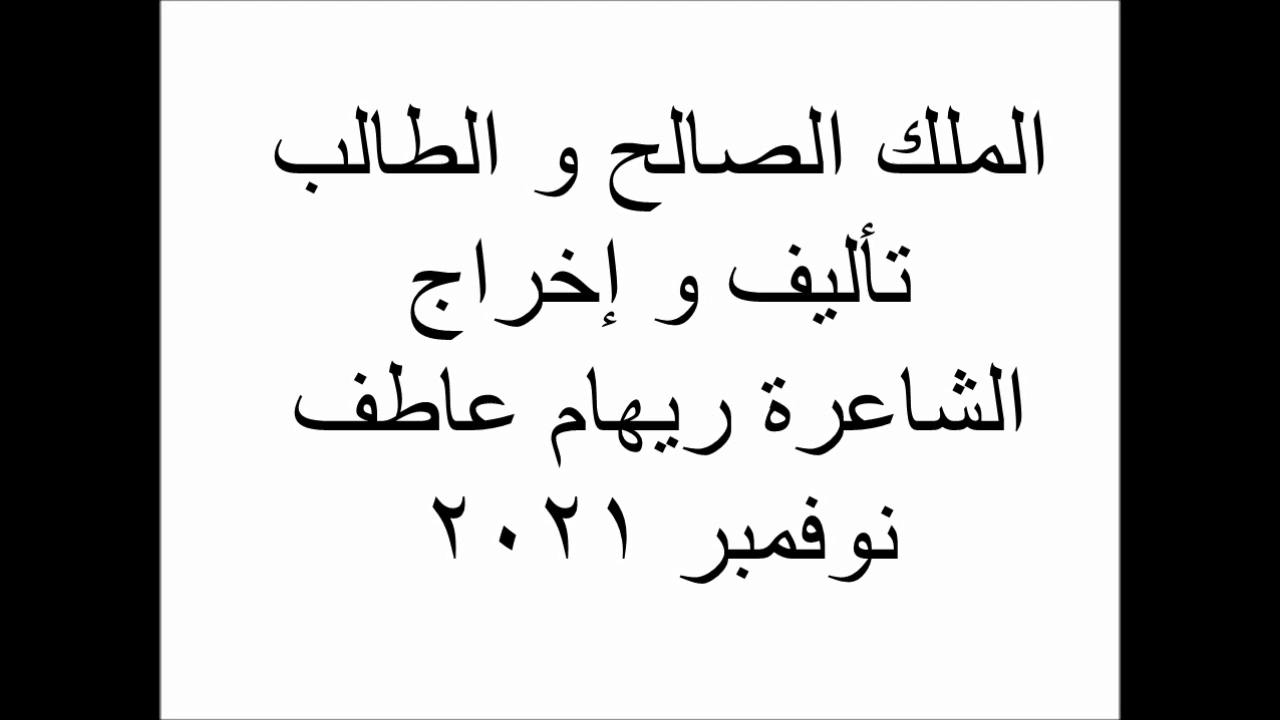 الملك الصالح و الطالب
تأليف و إخراج
الشاعرة ريهام عاطف
نوفمبر ٢٠٢١